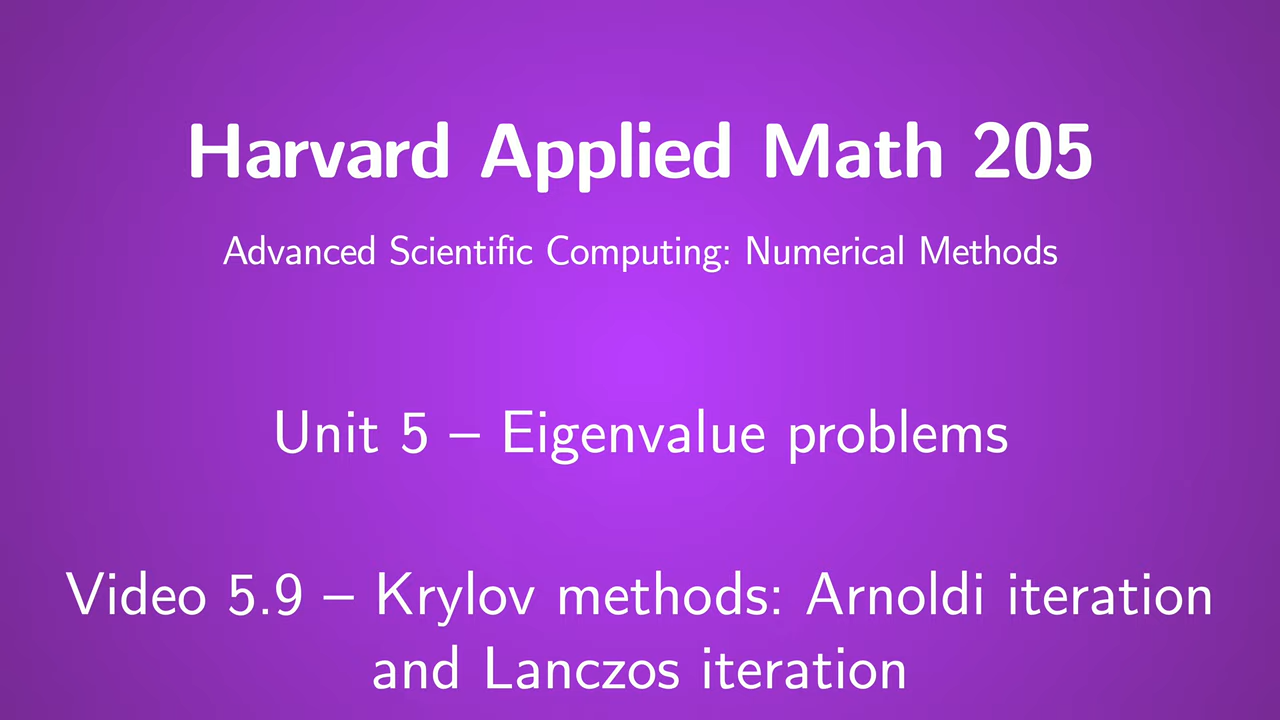 Harvard Applied Math 205
Advanced Scientific Computing: Numerical Methods
Unit 5 – Eigenvalue problems
Video 5.9 – Krylov methods: Arnoldi iteration
and Lanczos iteration